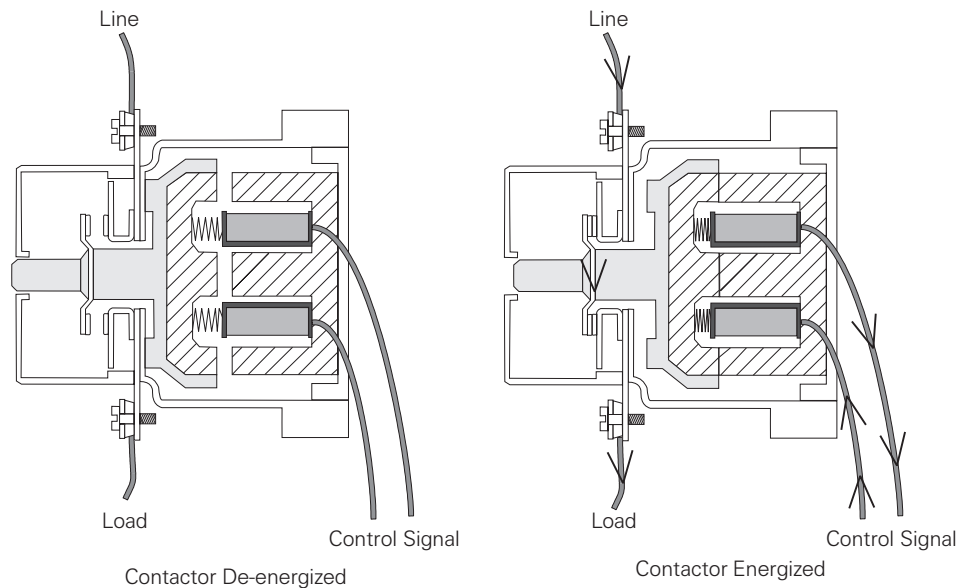 Line
Line
Load
Control Signal
Contactor De-energized
Load
Control Signal
Contactor Energized